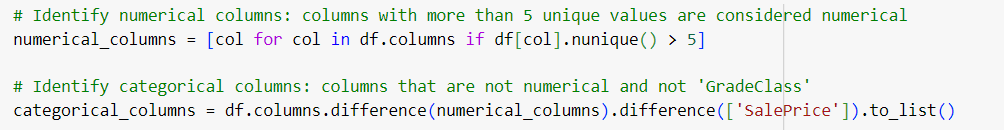 # Identify numerical columns: columns with more than 5 unique values are considered numerical
numerical_columns = [col for col in df.columns if df[col].nunique() > 5]
# Identify categorical columns: columns that are not numerical and not 'GradeClass'
categorical_columns = df.columns.difference(numerical_columns).difference(['SalePrice']).to_list()